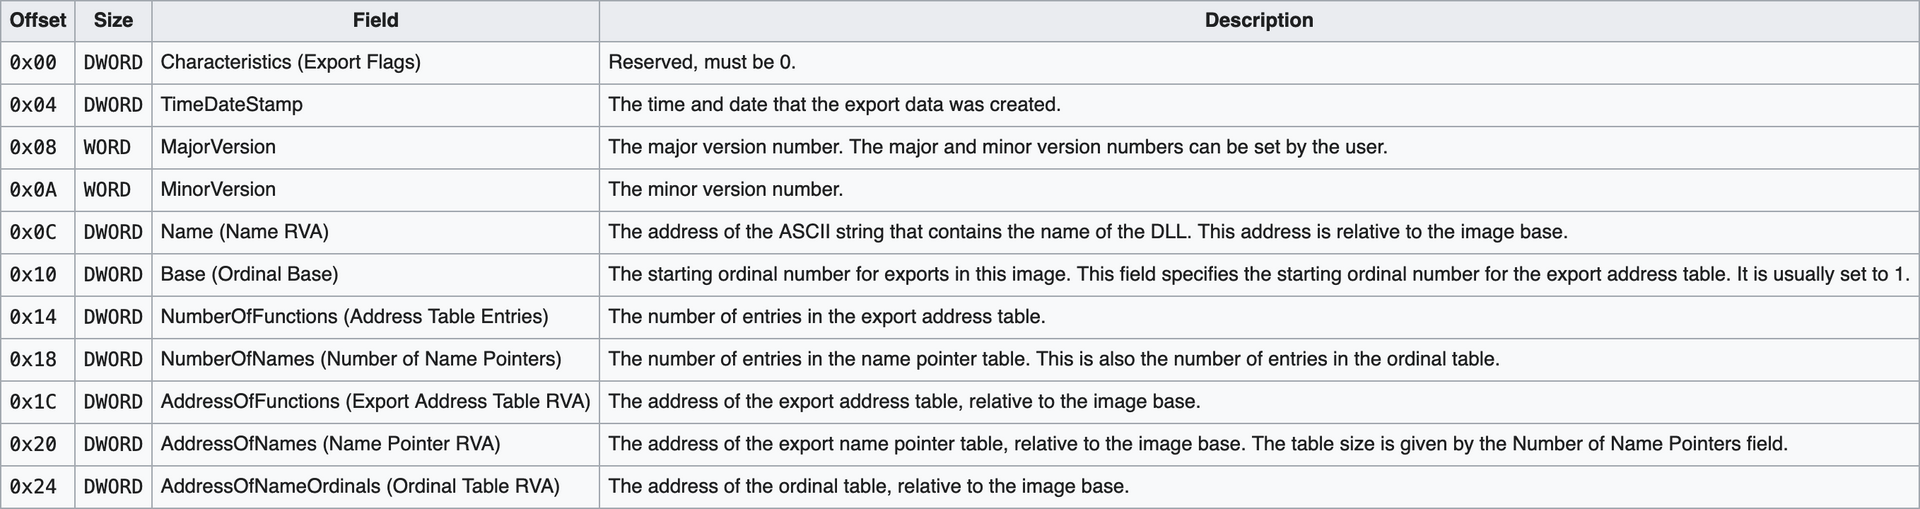 Offset Size Field Description
0x00 DWORD Characteristics (Export Flags) Reserved, must be 0.
0x04 DWORD TimeDateStamp The time and date that the export data was created.
0x08 WORD MajorVersion The major version number. The major and minor version numbers can be set by the user.
0x0A WORD MinorVersion The minor version number.
0x0C DWORD Name (Name RVA) The address of the ASCII string that contains the name of the DLL. This address is relative to the image base.
0x10 DWORD Base (Ordinal Base) The starting ordinal number for exports in this image. This field specifies the starting ordinal number for the export address table. It is usually set to 1.
0x14 DWORD NumberOfFunctions (Address Table Entries) The number of entries in the export address table.
0x18 DWORD NumberOfNames (Number of Name Pointers) The number of entries in the name pointer table. This is also the number of entries in the ordinal table.
0x1C DWORD AddressOfFunctions (Export Address Table RVA) The address of the export address table, relative to the image base.
0x20 DWORD AddressOfNames (Name Pointer RVA) The address of the export name pointer table, relative to the image base. The table size is given by the Number of Name Pointers field.
0x24 DWORD AddressOfNameOrdinals (Ordinal Table RVA) The address of the ordinal table, relative to the image base.